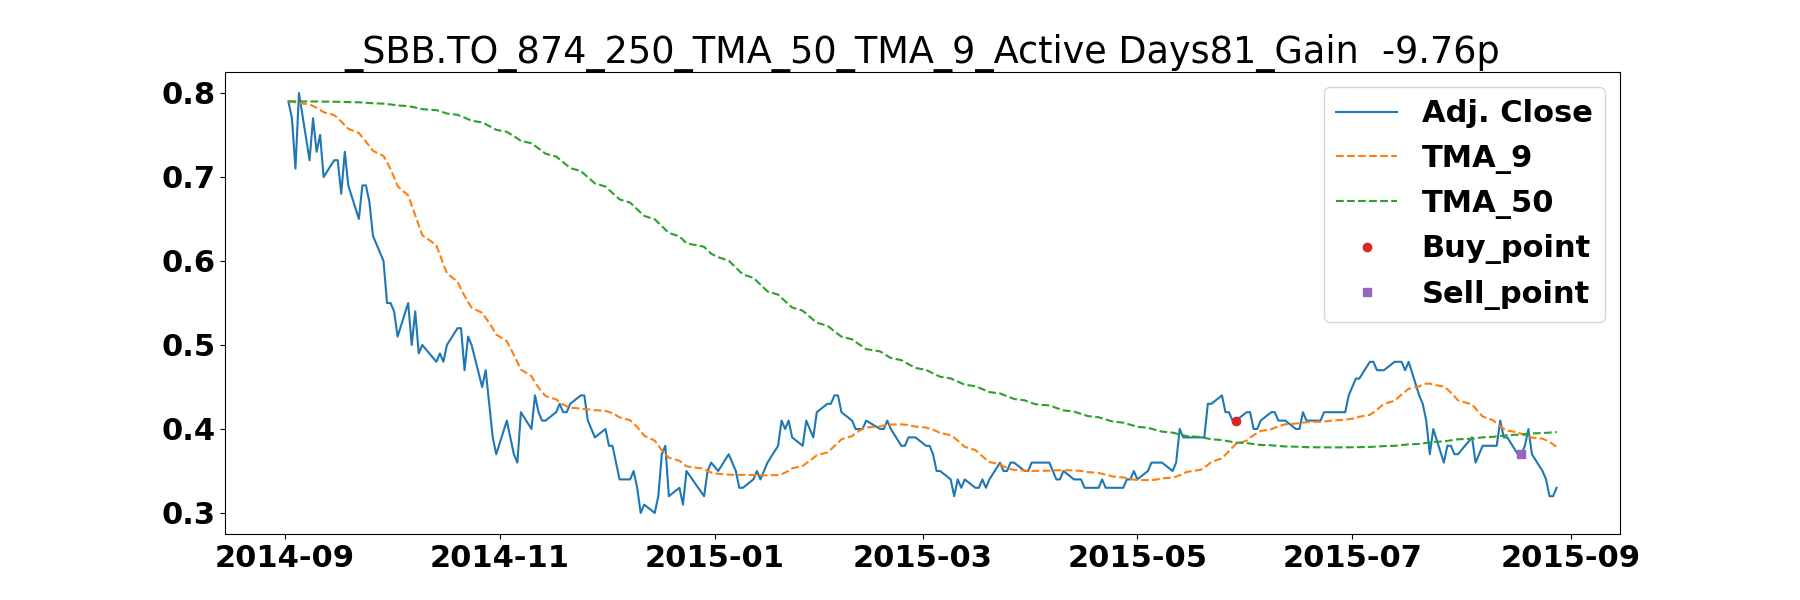 _SBB.TO_874_250_TMA_50_TMA_9_Active Days81_Gain  -9.76p
0.8
0.7
0.6
0.5
0.4
0.3
Adj. Close
TMA_9
TMA_50
Buy_point
Sell_point
2014-09 2014-11 2015-01 2015-03 2015-05 2015-07 2015-09